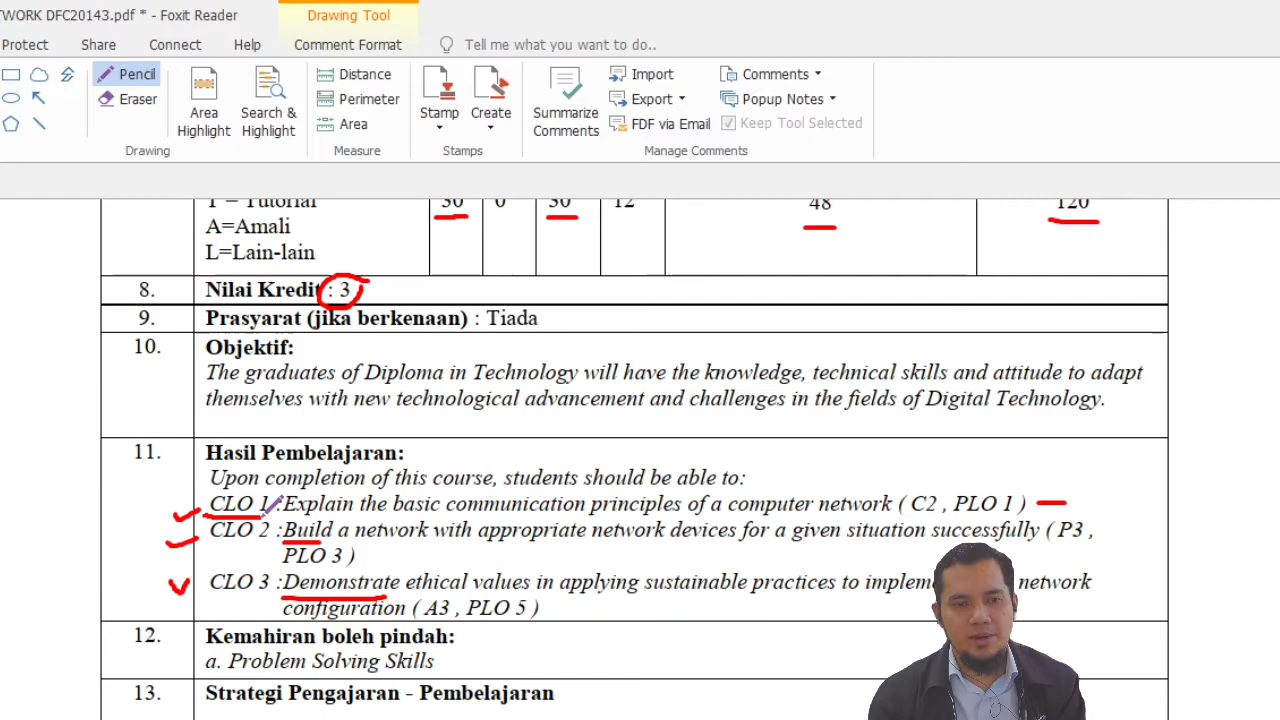 TWORK DFC20143.pdf * - Foxit Reader
Drawing Tool
Protect Share Connect Help Comment Format Tell me what you want to do..
Pencil
Eraser
Area Highlight
Search & Highlight
Drawing
Distance
Perimeter
Area
Measure
Stamp
Create
Stamps
Summarize Comments
Import
Export
FDF via Email
Comments
Popup Notes
Keep Tool Selected
Manage Comments
T = Tutorial 30 0 30 12 48 120
A=Amali
L=Lain-lain
8. Nilai Kredit : 3
9. Prasyarat (jika berkenaan) : Tiada
10. Objektif:
The graduates of Diploma in Technology will have the knowledge, technical skills and attitude to adapt
themselves with new technological advancement and challenges in the fields of Digital Technology.
11. Hasil Pembelajaran:
Upon completion of this course, students should be able to:
CLO 1 :Explain the basic communication principles of a computer network ( C2 , PLO 1 )
CLO 2 :Build a network with appropriate network devices for a given situation successfully ( P3 ,
PLO 3 )
CLO 3 :Demonstrate ethical values in applying sustainable practices to implem network
configuration ( A3 , PLO 5 )
12. Kemahiran boleh pindah:
a. Problem Solving Skills
13. Strategi Pengajaran - Pembelajaran